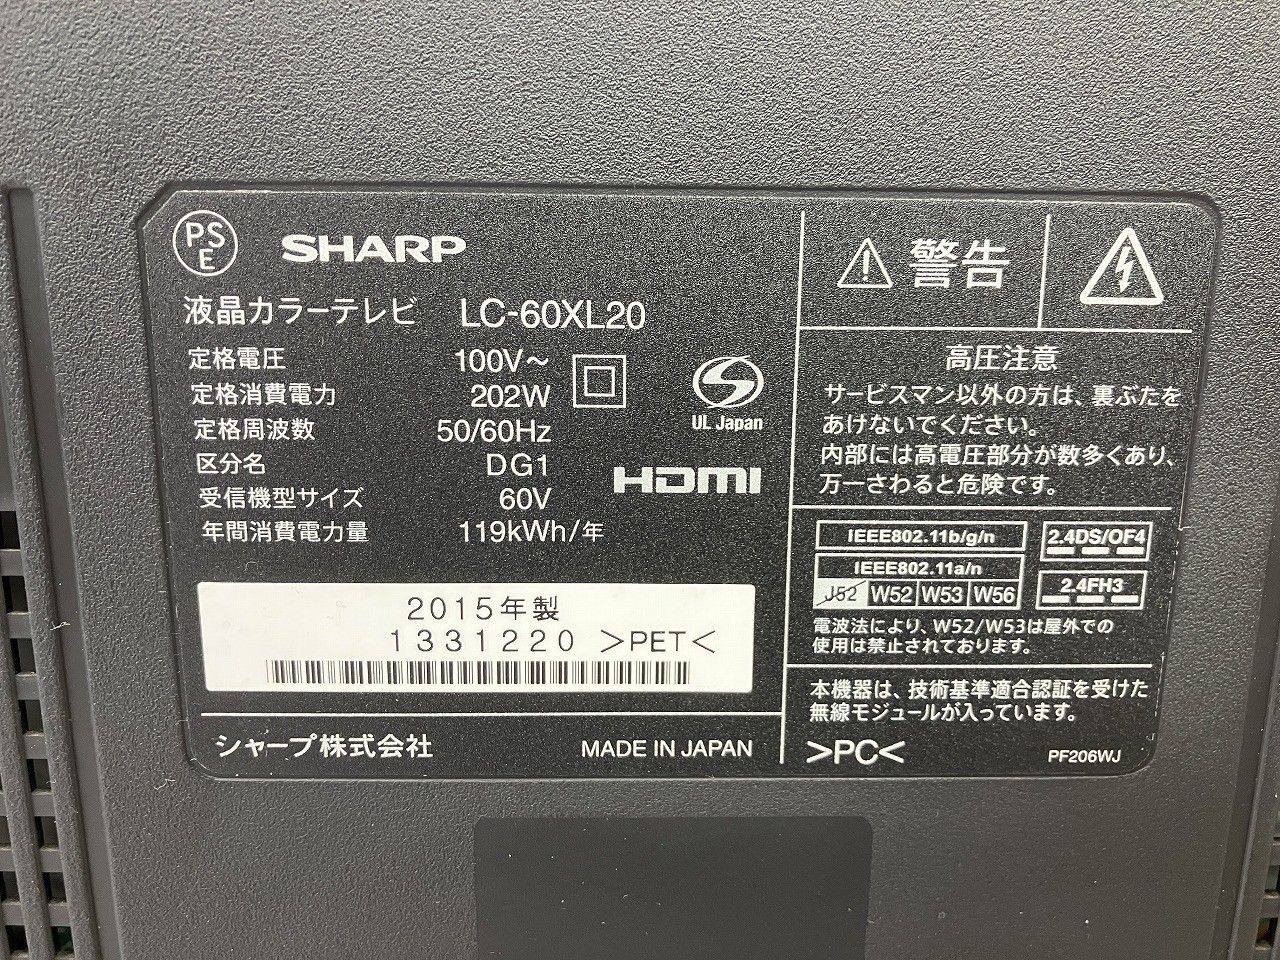 PS
E
SHARP
液晶カラーテレビ LC-60XL20
定格電圧 100V～
定格消費電力 202W
定格周波数 50/60Hz
区分名 DG1
受信機型サイズ 60V
年間消費電力量 119kWh/年
UL Japan
HDMI
2015年製
1331220 >PET<
シャープ株式会社 MADE IN JAPAN
警告
高圧注意
サービスマン以外の方は、裏ぶたを
あけないでください。
内部には高電圧部分が数多くあり、
万一さわると危険です。
IEEE802.11b/g/n
IEEE802.11a/n
J52 W52 W53 W56
2.4DS/OF4
2.4FH3
電波法により、W52/W53は屋外での
使用は禁止されております。
本機器は、技術基準適合認証を受けた
無線モジュールが入っています。
>PC< PF206WJ